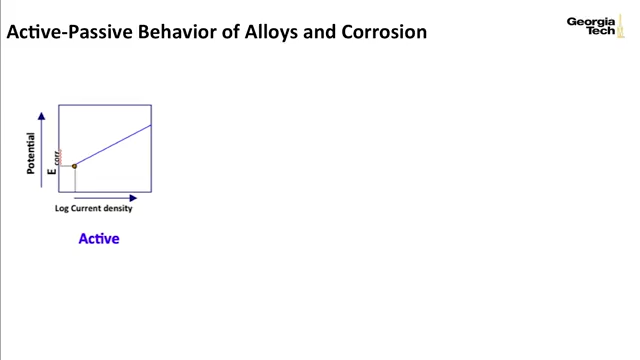 Active-Passive Behavior of Alloys and Corrosion
Georgia
Tech
Potential
E corr.
Log Current density
Active